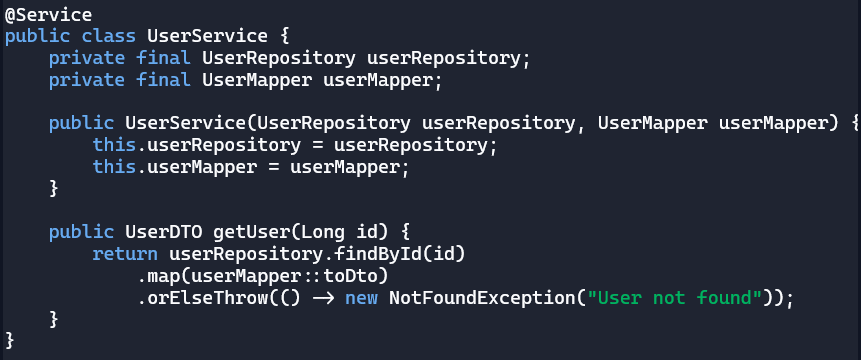 @Service
public class UserService {
    private final UserRepository userRepository;
    private final UserMapper userMapper;

    public UserService(UserRepository userRepository, UserMapper userMapper) {
        this.userRepository = userRepository;
        this.userMapper = userMapper;
    }

    public UserDTO getUser(Long id) {
        return userRepository.findById(id)
            .map(userMapper::toDto)
            .orElseThrow(() -> new NotFoundException("User not found"));
    }
}